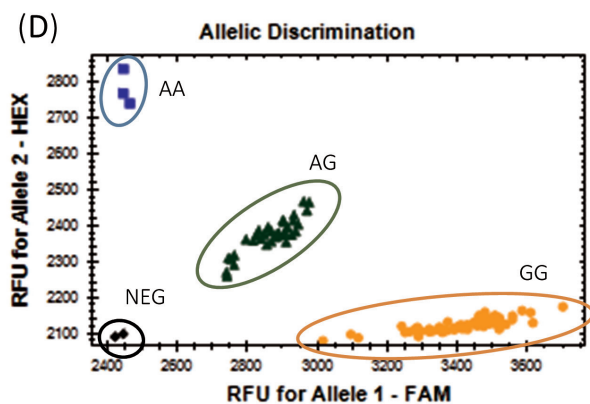 (D)
Allelic Discrimination
RFU for Allele 2 - HEX
2800
2700
2600
2500
2400
2300
2200
2100
AA
AG
GG
NEG
2400 2600 2800 3000 3200 3400 3600
RFU for Allele 1 - FAM